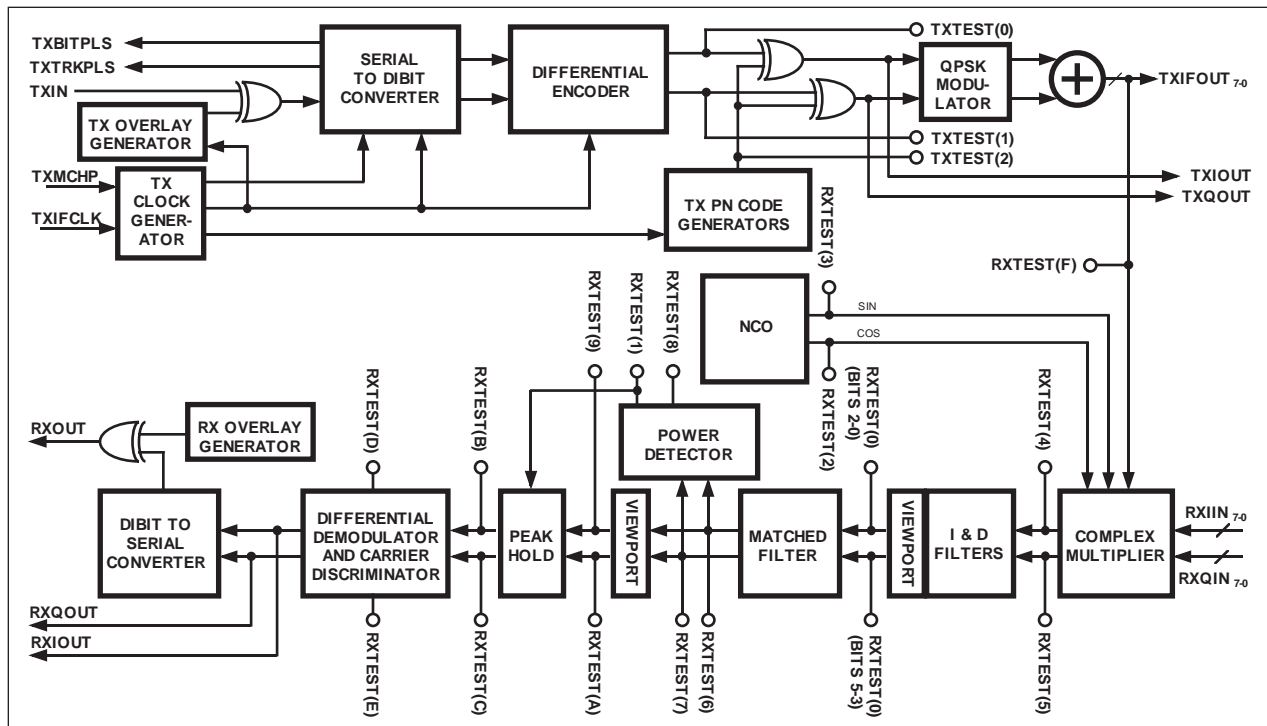 TXBITPLS
TXTRKPLS
TXIN
TX OVERLAY
GENERATOR
TXMCHP
TXIFCLK
TX
CLOCK
GENER-
ATOR
SERIAL
TO DIBIT
CONVERTER
DIFFERENTIAL
ENCODER
TXTEST(0)
QPSK
MODU-
LATOR
+
TXIFOUT 7-0
TXTEST(1)
TXTEST(2)
TXIOUT
TXQOUT
TX PN CODE
GENERATORS
RXTEST(F)
RXTEST(3)
NCO
SIN
COS
RXTEST(2)
RXTEST(9)
RXTEST(1)
RXTEST(8)
RXTEST(0)
(BITS 2-0)
RXTEST(4)
RXOUT
RX OVERLAY
GENERATOR
RXTEST(D)
RXTEST(B)
POWER
DETECTOR
DIBIT TO
SERIAL
CONVERTER
DIFFERENTIAL
DEMODULATOR
AND CARRIER
DISCRIMINATOR
PEAK
HOLD
VIEWPORT
MATCHED
FILTER
VIEWPORT
I & D
FILTERS
COMPLEX
MULTIPLIER
RXIIN 7-0
RXQIN 7-0
RXQOUT
RXIOUT
RXTEST(E)
RXTEST(C)
RXTEST(A)
RXTEST(7)
RXTEST(6)
RXTEST(0)
(BITS 5-3)
RXTEST(5)